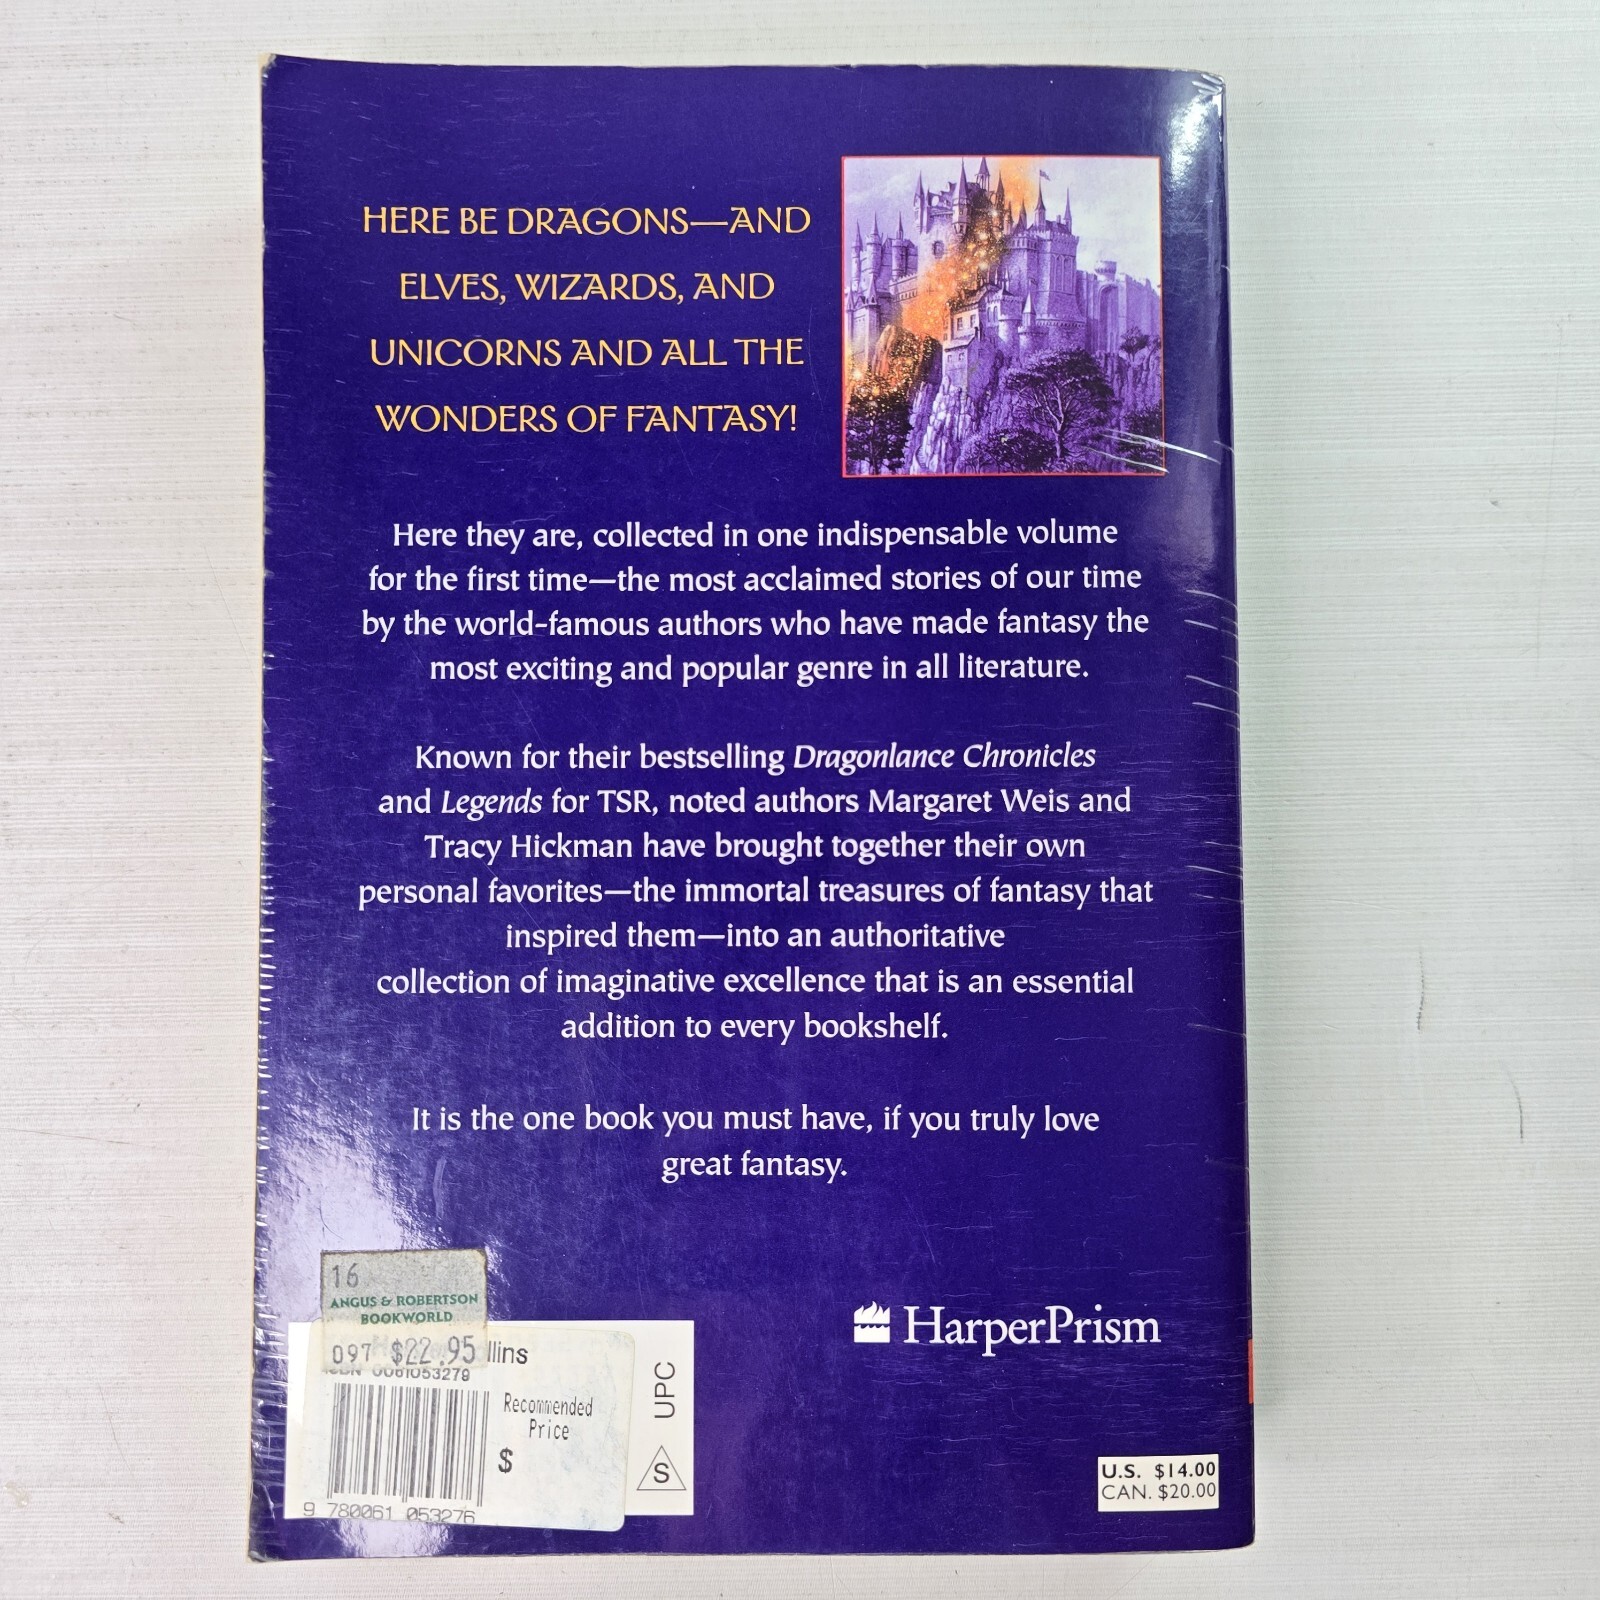 HERE BE DRAGONS—AND
ELVES, WIZARDS, AND
UNICORNS AND ALL THE
WONDERS OF FANTASY!
Here they are, collected in one indispensable volume
for the first time—the most acclaimed stories of our time
by the world-famous authors who have made fantasy the
most exciting and popular genre in all literature.
Known for their bestselling Dragonlance Chronicles
and Legends for TSR, noted authors Margaret Weis and
Tracy Hickman have brought together their own
personal favorites—the immortal treasures of fantasy that
inspired them—into an authoritative
collection of imaginative excellence that is an essential
addition to every bookshelf.
It is the one book you must have, if you truly love
great fantasy.
16
ANGUS & ROBERTSON
BOOKWORLD
097 $22.95
llins
ISBN 0061053279
Recommended
Price
$
9 780061 053276
UPC
S
HarperPrism
U.S. $14.00
CAN. $20.00